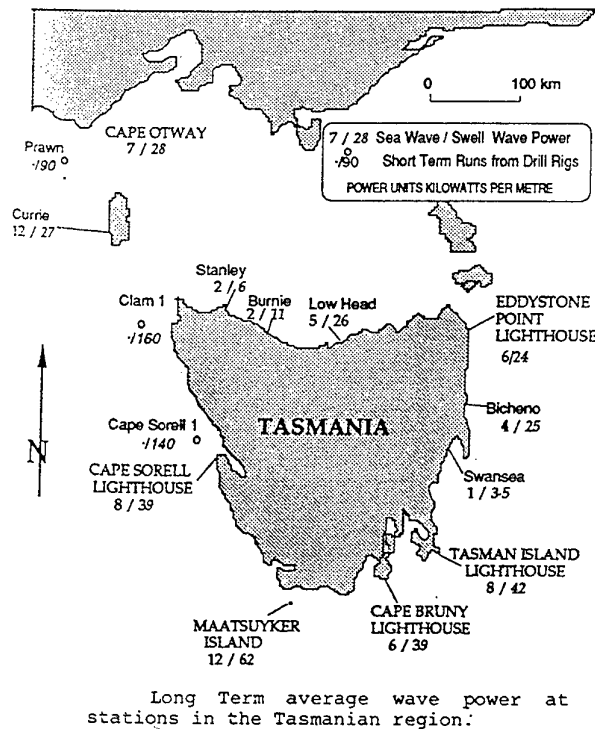 0 100 km
7 / 28 Sea Wave / Swell Wave Power
-/90 Short Term Runs from Drill Rigs
POWER UNITS KILOWATTS PER METRE
CAPE OTWAY
7 / 28
Prawn
-/90
Currie
12 / 27
Stanley
2 / 6
Burnie
2 / 11
Low Head
5 / 26
Clam 1
-/160
EDDYSTONE
POINT
LIGHTHOUSE
6/24
Bicheno
4 / 25
TASMANIA
Cape Sorell 1
-/140
N
CAPE SORELL
LIGHTHOUSE
8 / 39
Swansea
1 / 3·5
TASMAN ISLAND
LIGHTHOUSE
8 / 42
MAATSUYKER
ISLAND
12 / 62
CAPE BRUNY
LIGHTHOUSE
6 / 39
Long Term average wave power at
stations in the Tasmanian region.